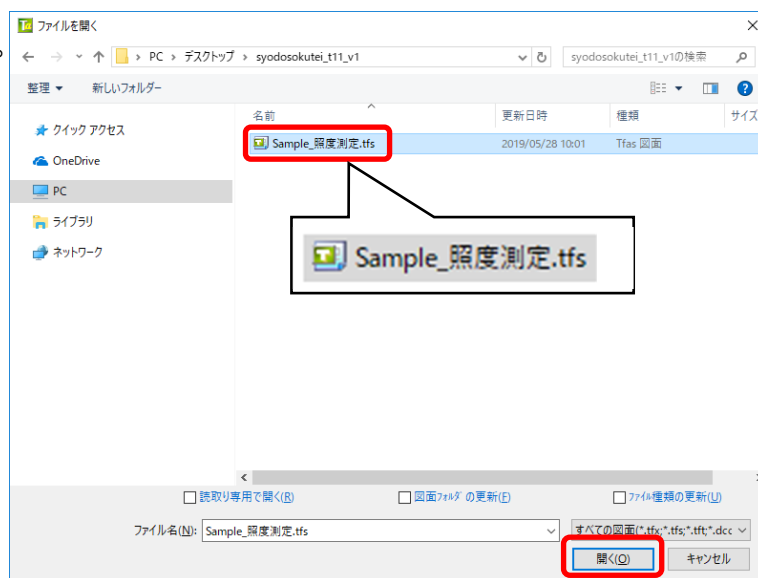 ファイルを開く
PC › デスクトップ › syodosokutei_t11_v1
syodosokutei_t11_v1の検索
整理
新しいフォルダー
名前
更新日時
種類
サイズ
クイック アクセス
Sample_照度測定.tfs
2019/05/28 10:01
Tfas 図面
OneDrive
PC
ライブラリ
ネットワーク
Sample_照度測定.tfs
読取り専用で開く(R)
図面フォルダの更新(F)
ファイル種類の更新(U)
ファイル名(N):
Sample_照度測定.tfs
すべての図面(*.tfx;*.tfs;*.tft;*.dcc
開く(O)
キャンセル